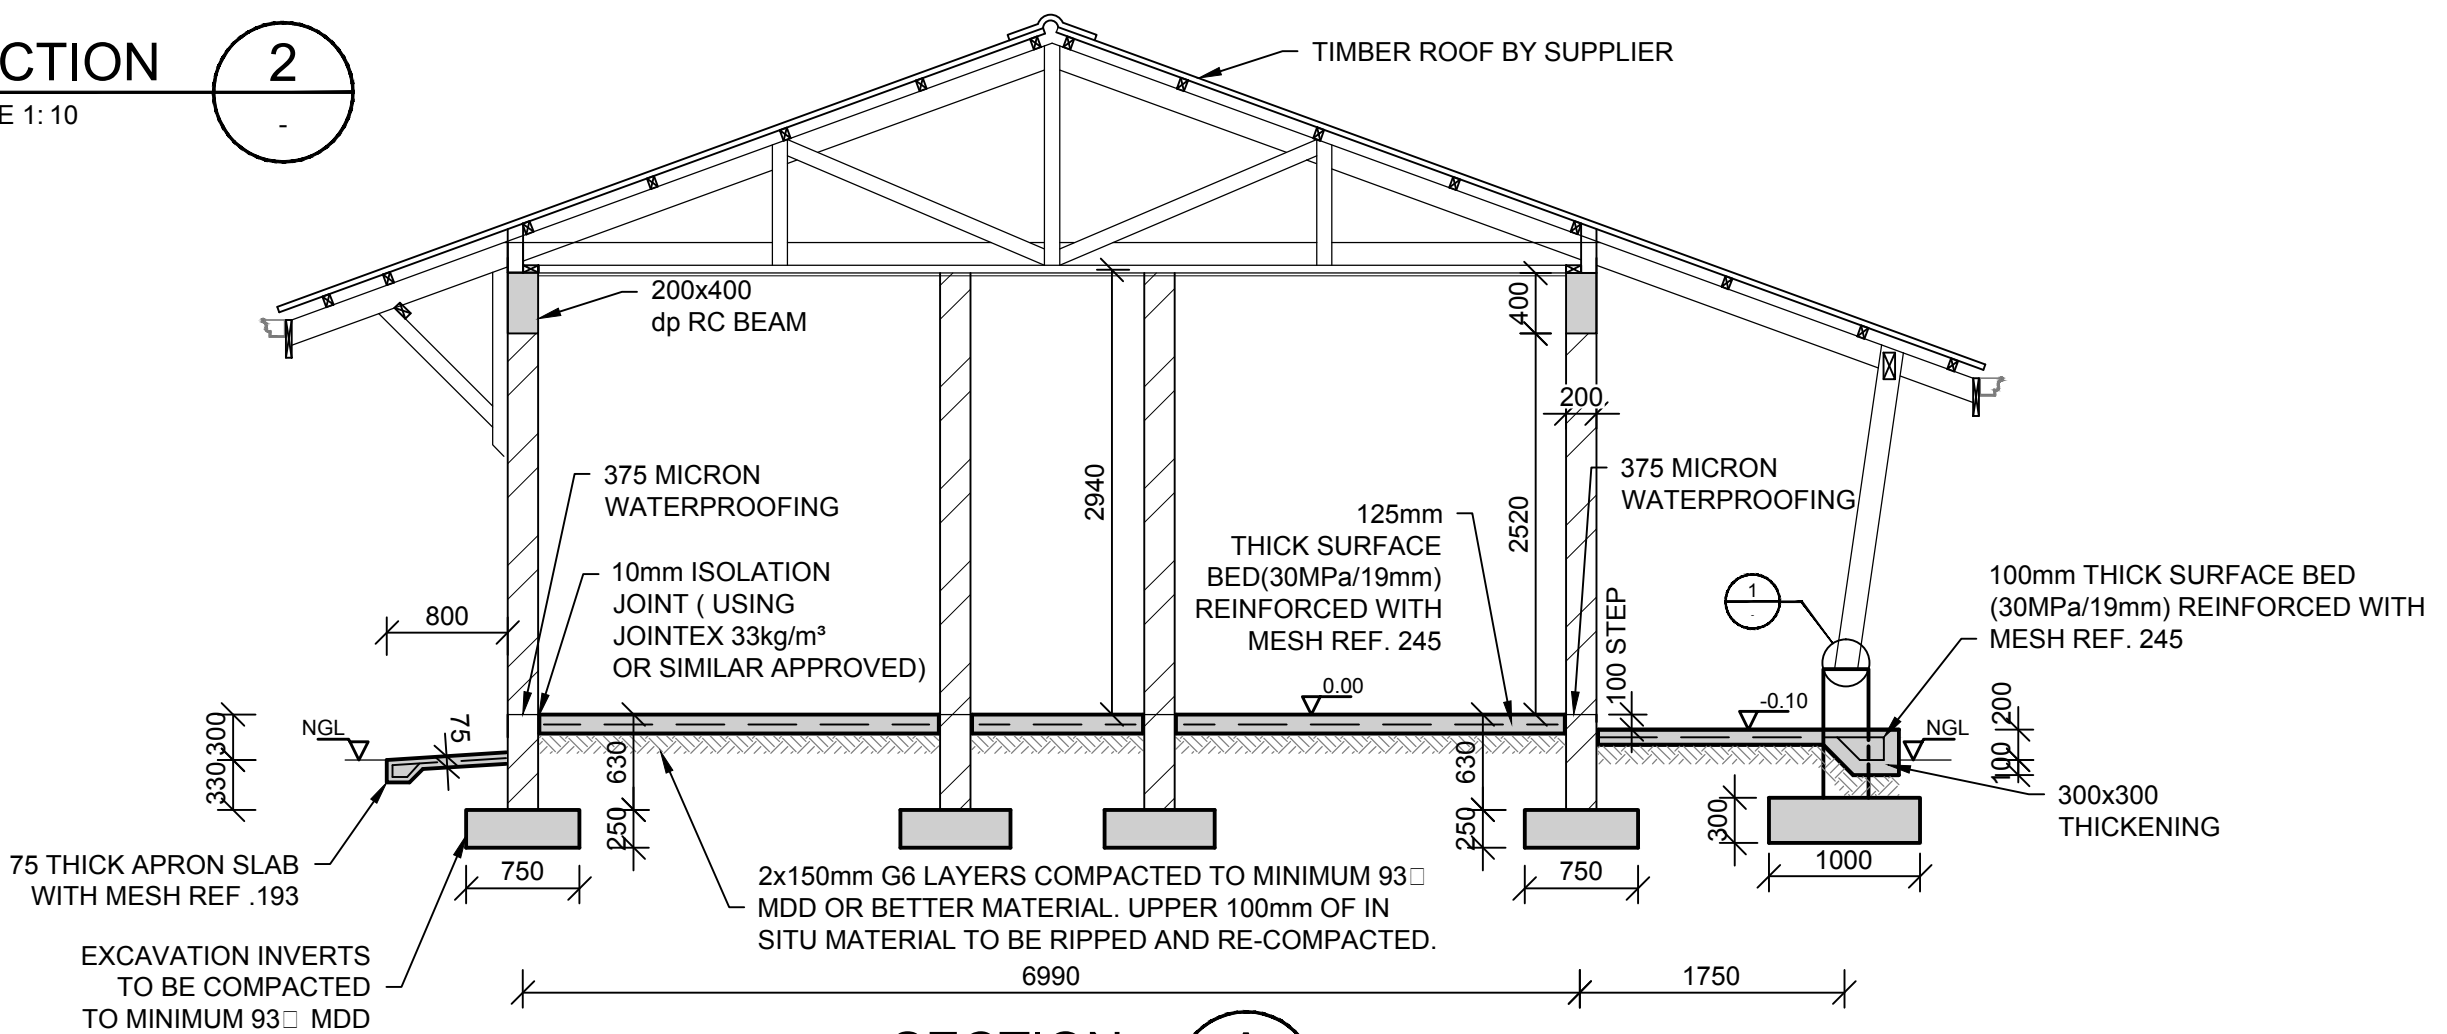 CTION
2
E 1:10
-
TIMBER ROOF BY SUPPLIER
200x400
dp RC BEAM
400
200
375 MICRON
WATERPROOFING
2940
2520
375 MICRON
WATERPROOFING
125mm
THICK SURFACE
BED(30MPa/19mm)
REINFORCED WITH
MESH REF. 245
10mm ISOLATION
JOINT ( USING
JOINTEX 33kg/m³
OR SIMILAR APPROVED)
800
100 STEP
1
-
100mm THICK SURFACE BED
(30MPa/19mm) REINFORCED WITH
MESH REF. 245
0.00
-0.10
300
330
NGL
75
630
250
630
250
200
100
NGL
300
300x300
THICKENING
75 THICK APRON SLAB
WITH MESH REF .193
750
750
1000
2x150mm G6 LAYERS COMPACTED TO MINIMUM 93□
MDD OR BETTER MATERIAL. UPPER 100mm OF IN
SITU MATERIAL TO BE RIPPED AND RE-COMPACTED.
EXCAVATION INVERTS
TO BE COMPACTED
TO MINIMUM 93□ MDD
6990
1750
SECTION